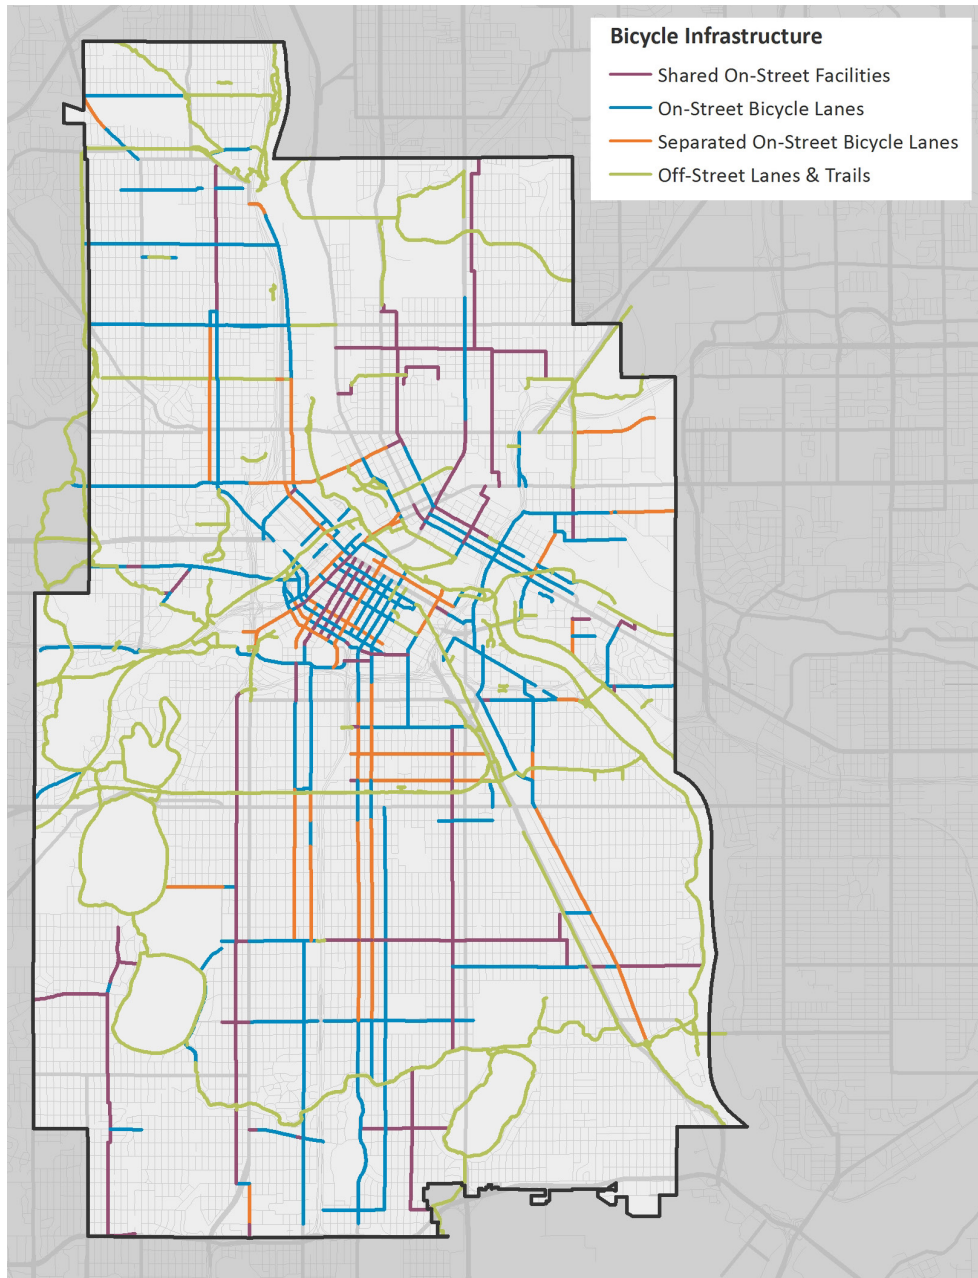 Bicycle Infrastructure
Shared On-Street Facilities
On-Street Bicycle Lanes
Separated On-Street Bicycle Lanes
Off-Street Lanes & Trails